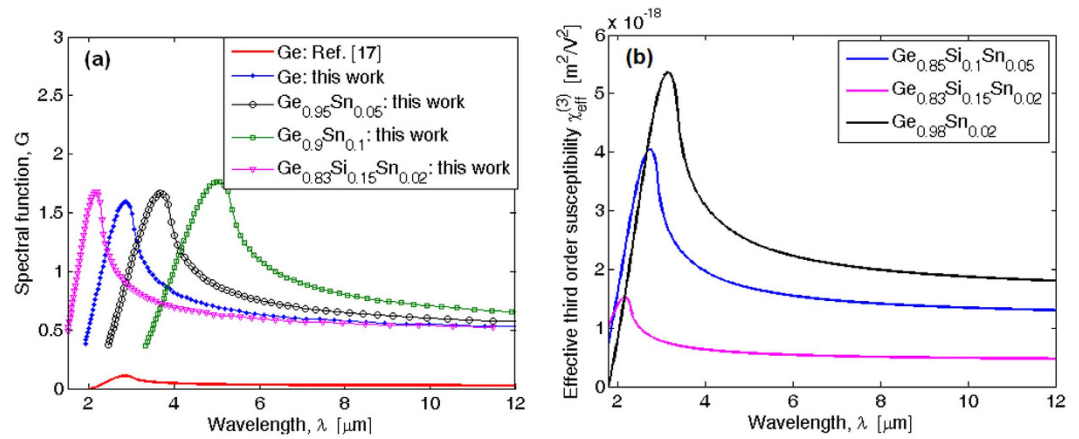 (a)
Ge: Ref. [17]
Ge: this work
Ge₀.₉₅Sn₀.₀₅: this work
Ge₀.₉Sn₀.₁: this work
Ge₀.₈₃Si₀.₁₅Sn₀.₀₂: this work
Spectral function, G
3
2.5
2
1.5
1
0.5
0
2 4 6 8 10 12
Wavelength, λ [μm]
× 10⁻¹⁸
(b)
Ge₀.₈₅Si₀.₁Sn₀.₀₅
Ge₀.₈₃Si₀.₁₅Sn₀.₀₂
Ge₀.₉₈Sn₀.₀₂
Effective third order susceptibility χ_eff^(3) [m²/V²]
6
5
4
3
2
1
0
2 4 6 8 10 12
Wavelength, λ [μm]